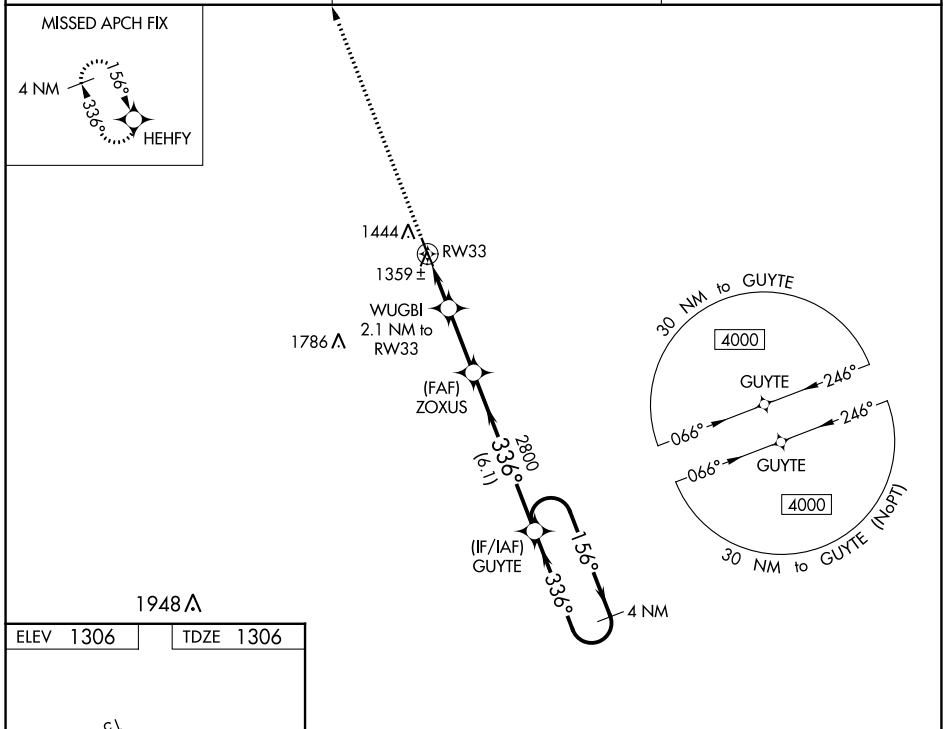 MISSED APCH FIX
4 NM
156°
336°
HEHFY
1444
RW33
1359 ±
WUGBI
2.1 NM to
RW33
1786
(FAF)
ZOXUS
336°
2800
(6.1)
(IF/IAF)
GUYTE
156°
336°
4 NM
30 NM to GUYTE
4000
GUYTE
246°
066°
246°
066°
GUYTE
4000
30 NM to GUYTE (NoPT)
1948
ELEV 1306
TDZE 1306